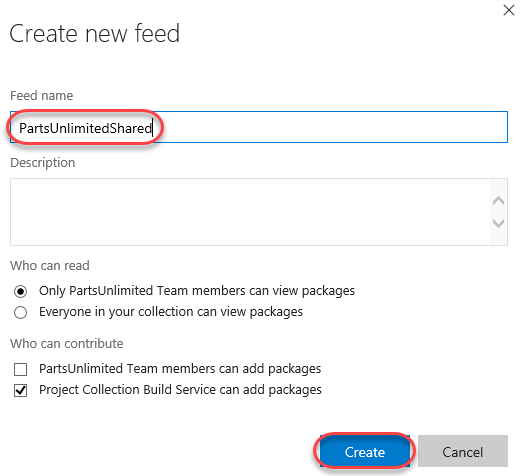 Create new feed
Feed name
PartsUnlimitedShared
Description
Who can read
Only PartsUnlimited Team members can view packages
Everyone in your collection can view packages
Who can contribute
PartsUnlimited Team members can add packages
Project Collection Build Service can add packages
Create
Cancel